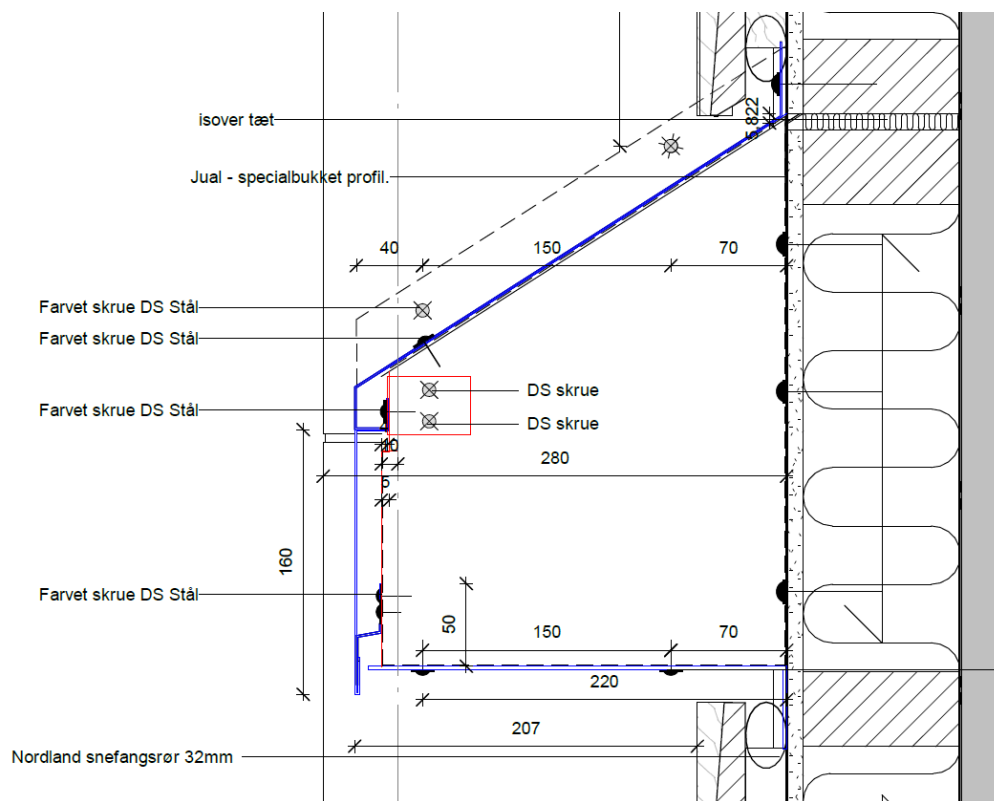 isover tæt
5,822
Jual - specialbukket profil.
40 150 70
Farvet skrue DS Stål
Farvet skrue DS Stål
DS skrue
Farvet skrue DS Stål
DS skrue
280
5
160
Farvet skrue DS Stål
50
150 70
220
207
Nordland snefangsrør 32mm